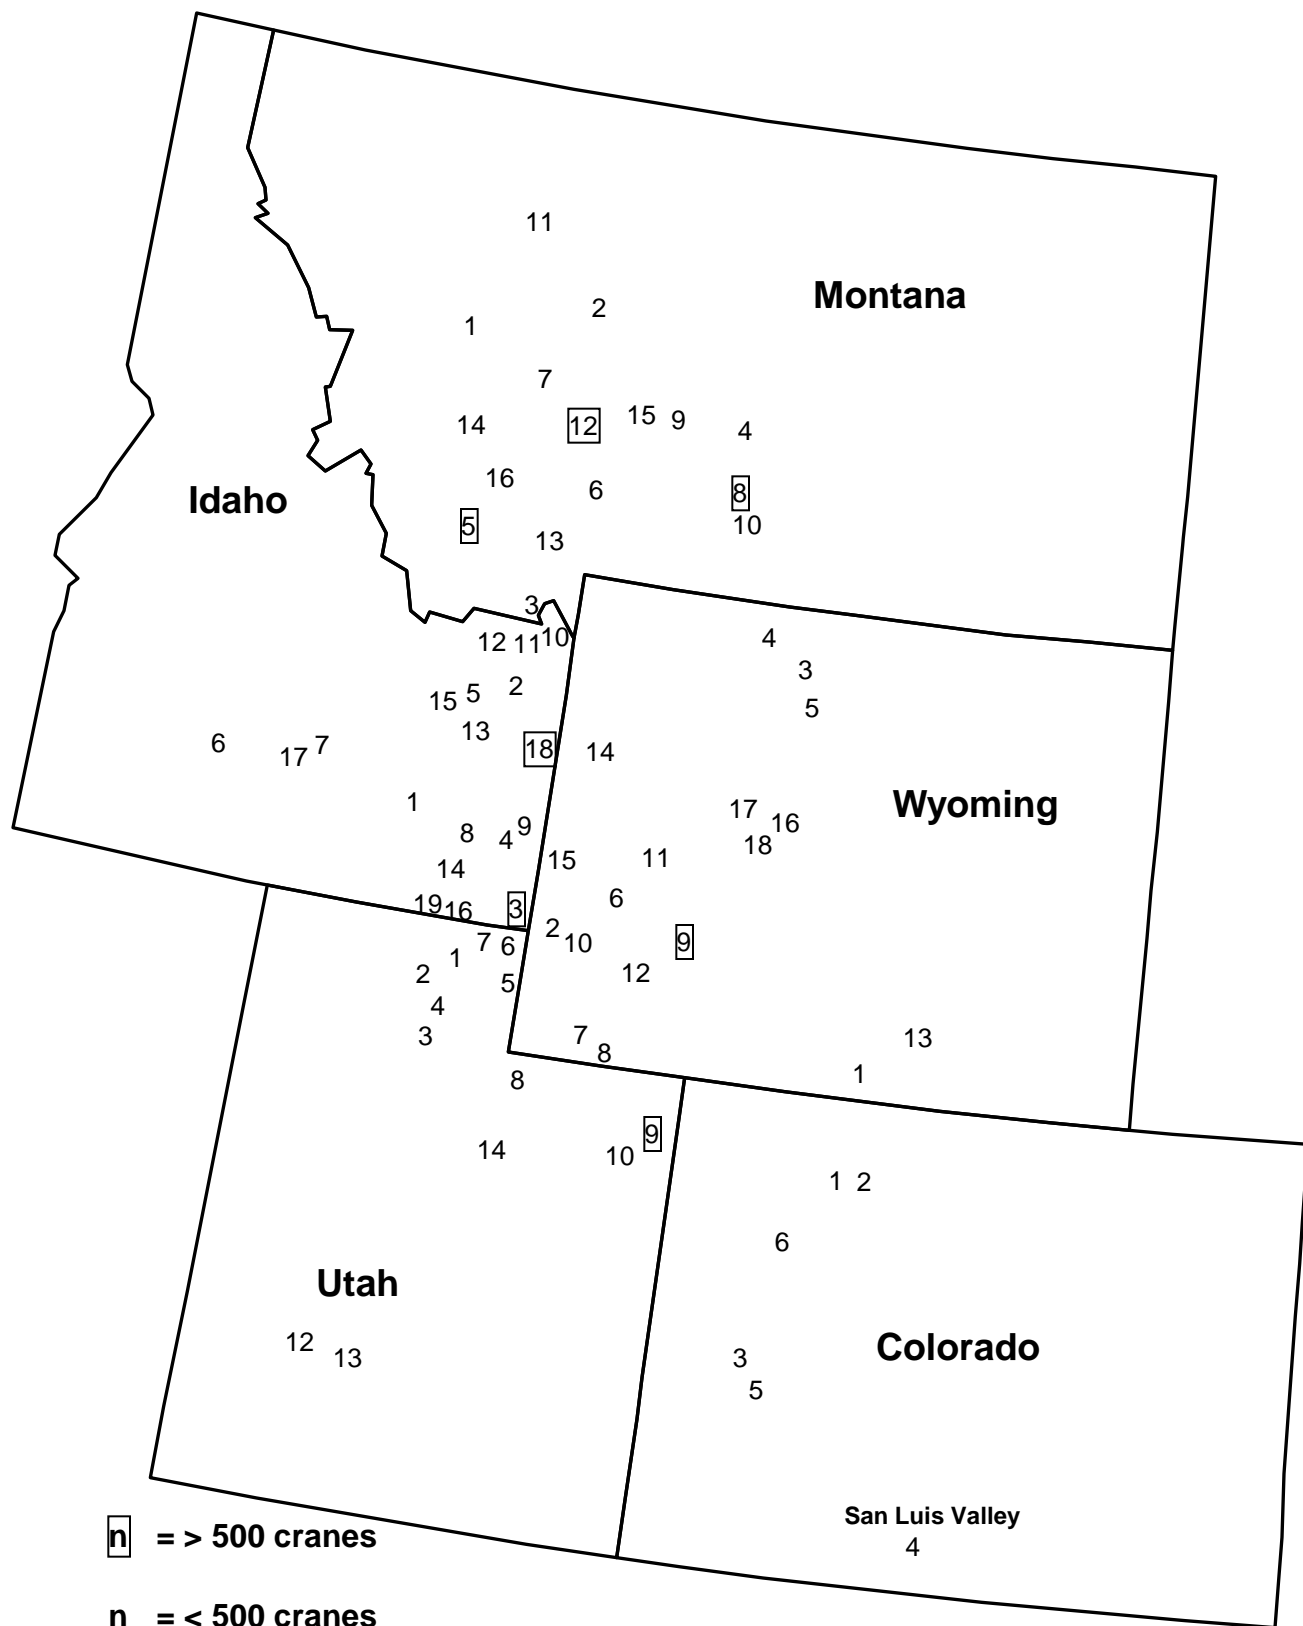 11
Montana
2
1
7
15 9
14 12 4
16
6 8
Idaho
5 10
13
3
12 11 10 4
3
2
15 5 5
13
6 17 7 18 14
1 17
Wyoming
16
8 4 9 18
15 11
14
6
19 16 3
2
7 6 10 9
1
2 12
5
4
3 7 13
8
1
8
9
14 10
1 2
6
Utah
12
Colorado
13 3
5
San Luis Valley
n = > 500 cranes
4
n = < 500 cranes